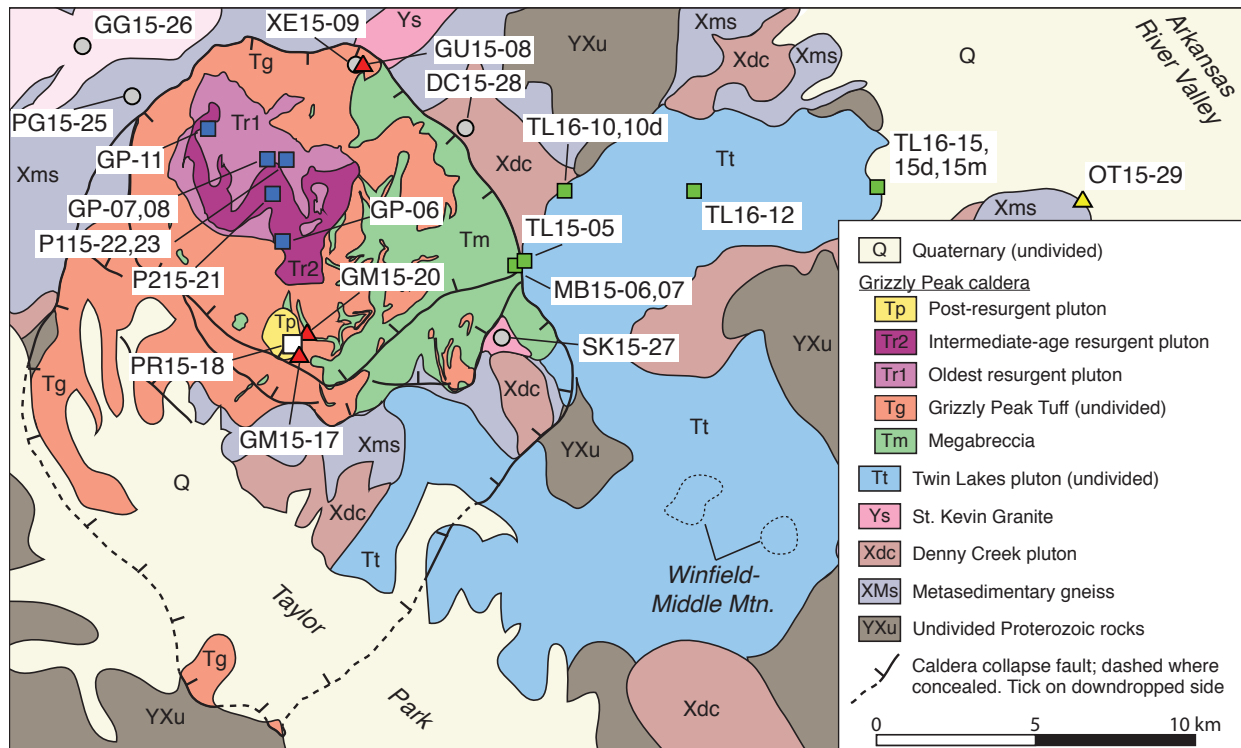 GG15-26
XE15-09
Ys
GU15-08
DC15-28
YXu
Xms
Xdc
Xms
Q
Arkansas
River Valley
Tg
PG15-25
Tr1
TL16-10,10d
Tt
TL16-15,
15d,15m
GP-11
Xdc
OT15-29
Xms
Xms
GP-07,08
GP-06
TL16-12
P115-22,23
Tm
TL15-05
P215-21
Tr2
GM15-20
MB15-06,07
Tp
PR15-18
SK15-27
YXu
Tg
Xdc
GM15-17
Xms
Tt
YXu
Q
Xdc
Tt
Winfield-
Middle Mtn.
Taylor
Park
Tg
YXu
Xdc
Q Quaternary (undivided)
Grizzly Peak caldera
Tp Post-resurgent pluton
Tr2 Intermediate-age resurgent pluton
Tr1 Oldest resurgent pluton
Tg Grizzly Peak Tuff (undivided)
Tm Megabreccia
Tt Twin Lakes pluton (undivided)
Ys St. Kevin Granite
Xdc Denny Creek pluton
XMs Metasedimentary gneiss
YXu Undivided Proterozoic rocks
Caldera collapse fault; dashed where
concealed. Tick on downdropped side
0 5 10 km